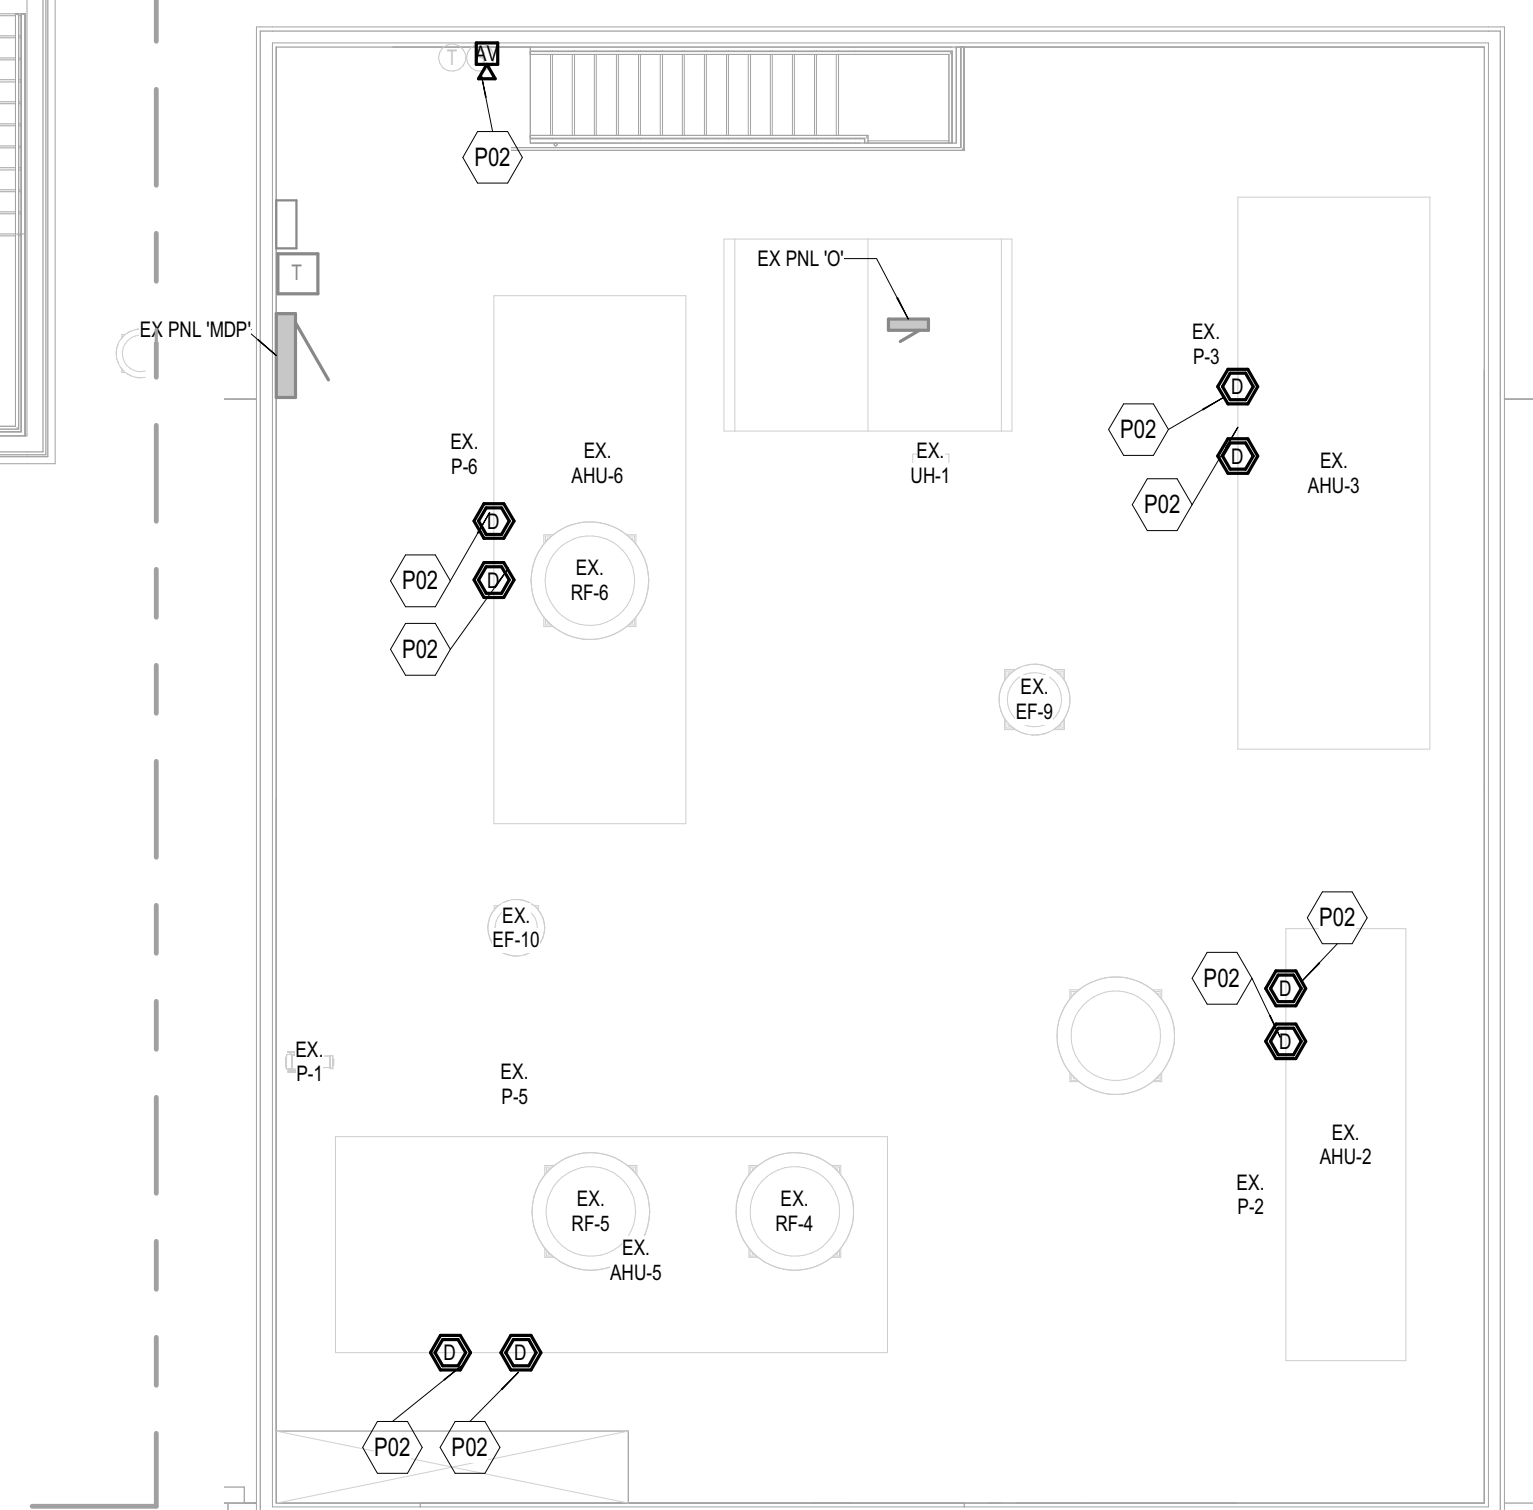 T
AV
P02
T
EX PNL 'O'
EX PNL 'MDP'
EX.
P-3
D
P02
EX.
P-6
EX.
AHU-6
EX.
UH-1
D
EX.
AHU-3
P02
D
P02
D
EX.
RF-6
P02
EX.
EF-9
EX.
EF-10
P02
P02
D
D
EX.
P-1
EX.
P-5
EX.
AHU-2
EX.
P-2
EX.
RF-5
EX.
RF-4
EX.
AHU-5
D
D
P02
P02